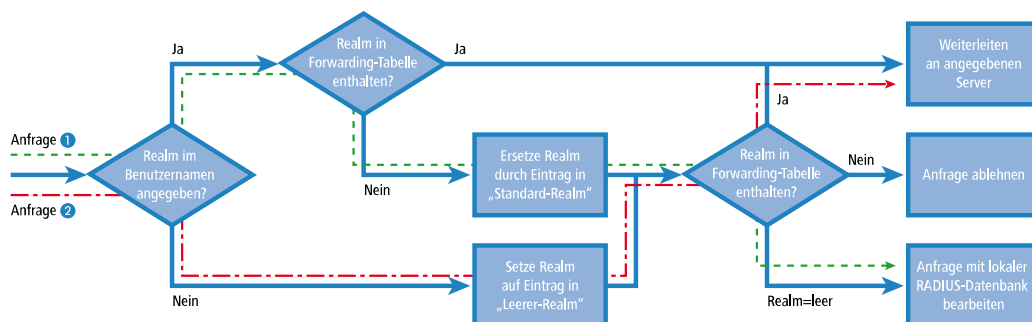 Ja
Realm in
Forwarding-Tabelle
enthalten?
Ja
Weiterleiten
an angegebenen
Server
Anfrage 1
Realm im
Benutzernamen
angegeben?
Anfrage 2
Nein
Ersetze Realm
durch Eintrag in
„Standard-Realm"
Ja
Realm in
Forwarding-Tabelle
enthalten?
Nein
Anfrage ablehnen
Nein
Setze Realm
auf Eintrag in
„Leerer-Realm"
Realm=leer
Anfrage mit lokaler
RADIUS-Datenbank
bearbeiten